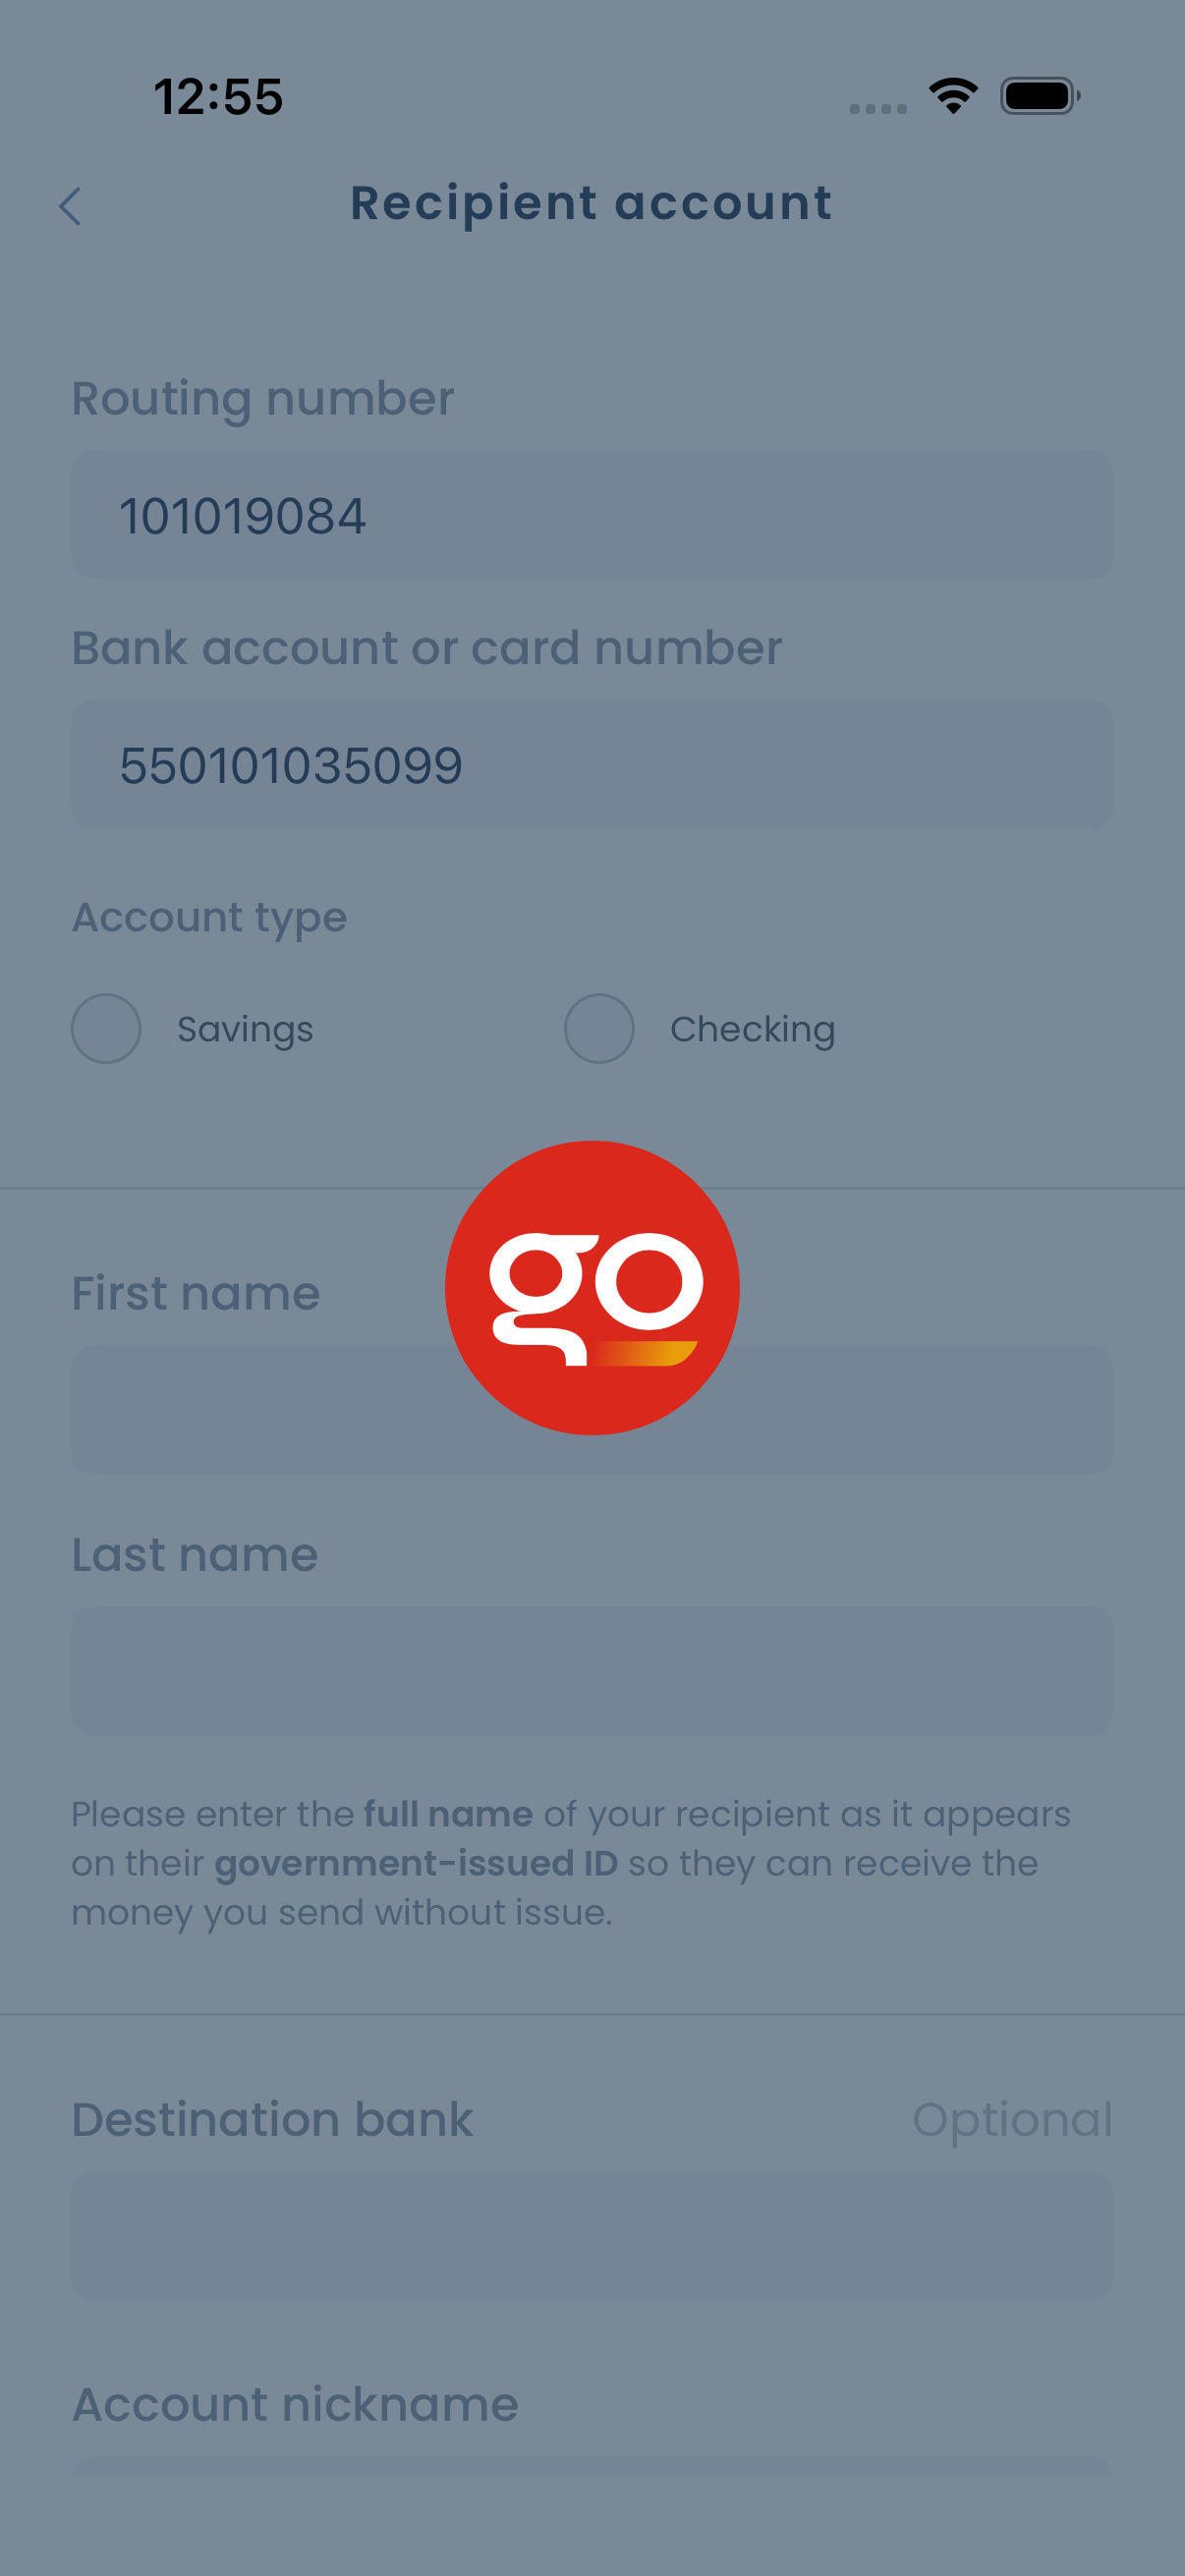 12:55
Recipient account
Routing number
101019084
Bank account or card number
550101035099
Account type
Savings
Checking
go
First name
Last name
Please enter the full name of your recipient as it appears
on their government-issued ID so they can receive the
money you send without issue.
Destination bank
Optional
Account nickname